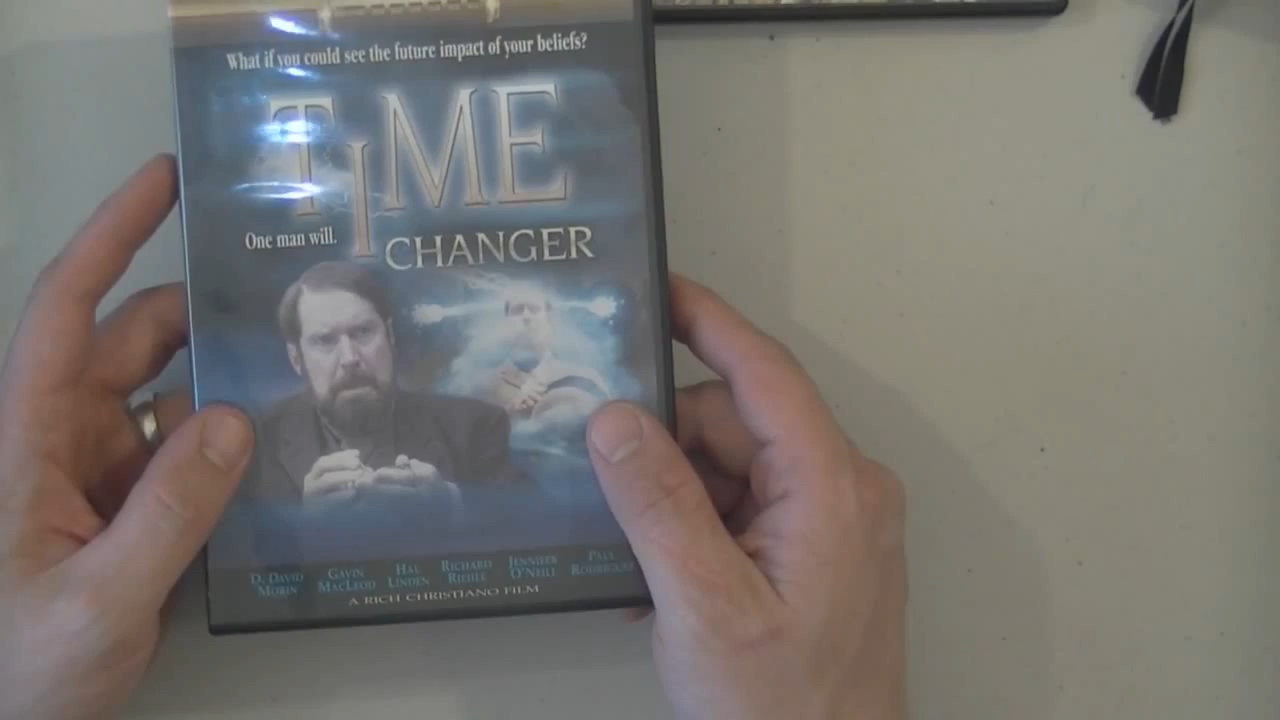 What if you could see the future impact of your beliefs?
TIME
One man will.
CHANGER
D. DAVID MORIN
GAVIN MACLEOD
HAL LINDEN
RICHARD RIEHLE
JENNIFER O'NEILL
PAUL RODRIGUEZ
A RICH CHRISTIANO FILM